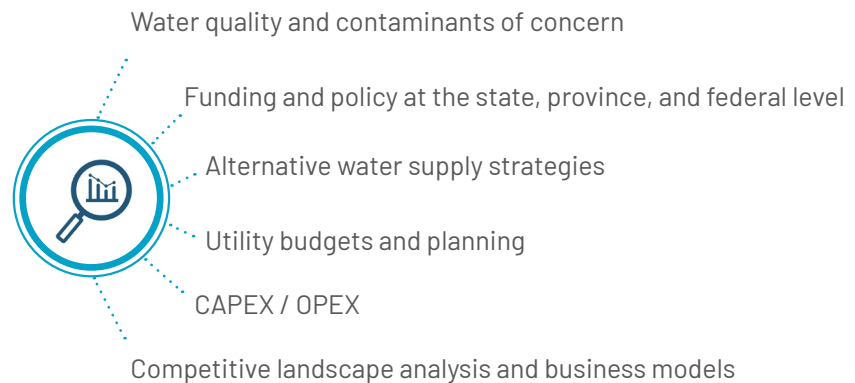 Water quality and contaminants of concern
Funding and policy at the state, province, and federal level
Alternative water supply strategies
Utility budgets and planning
CAPEX / OPEX
Competitive landscape analysis and business models